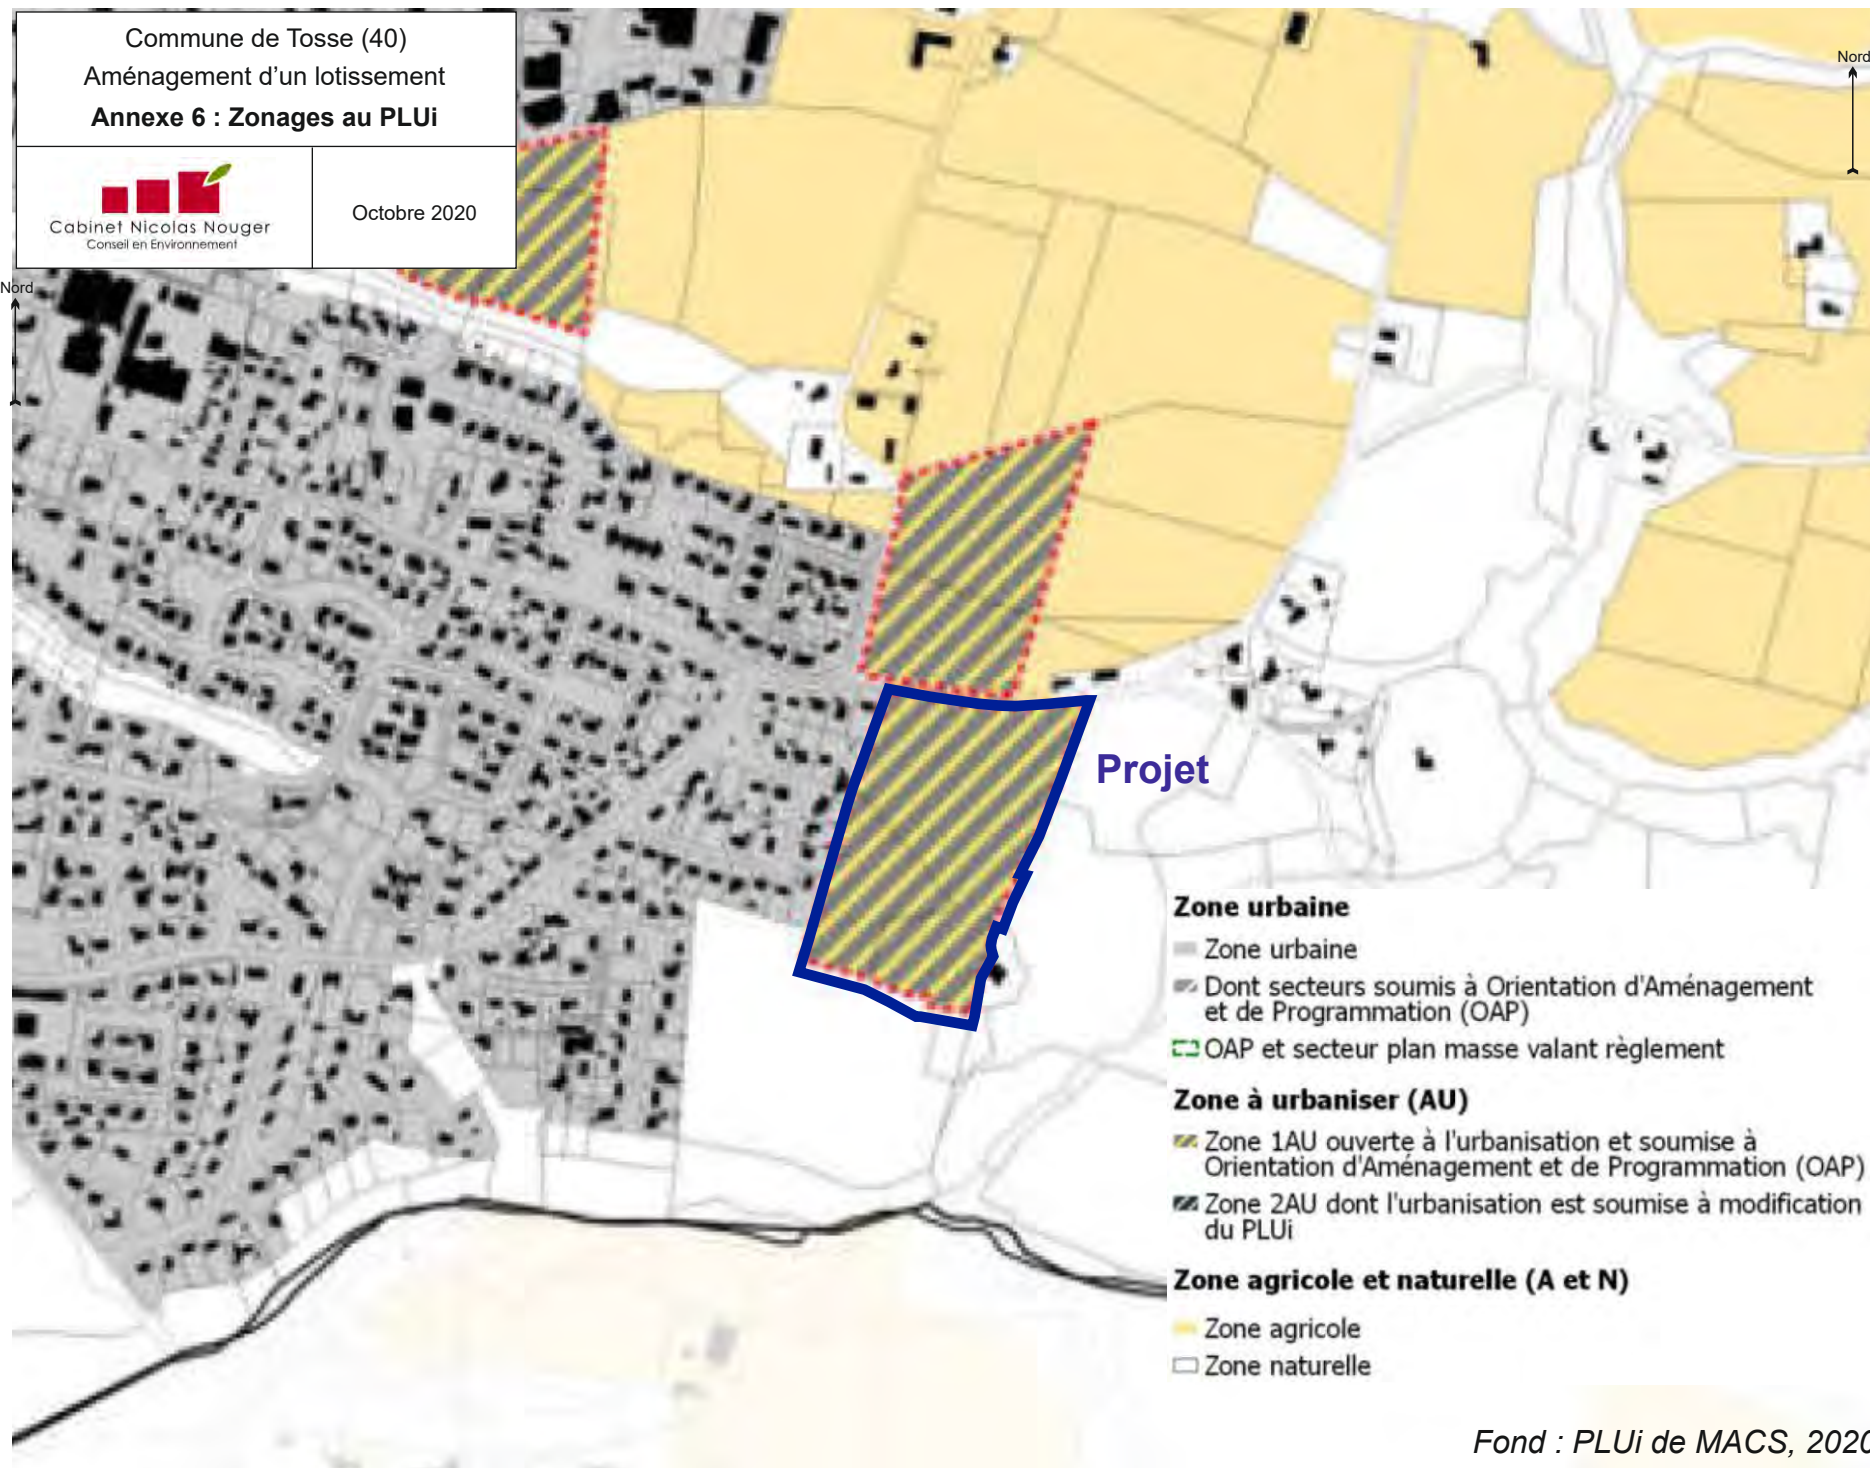 Commune de Tosse (40)
Aménagement d'un lotissement
Annexe 6 : Zonages au PLUi
Cabinet Nicolas Nouger
Conseil en Environnement
Octobre 2020
Nord
Nord
Projet
Zone urbaine
Zone urbaine
Dont secteurs soumis à Orientation d'Aménagement
et de Programmation (OAP)
OAP et secteur plan masse valant règlement
Zone à urbaniser (AU)
Zone 1AU ouverte à l'urbanisation et soumise à
Orientation d'Aménagement et de Programmation (OAP)
Zone 2AU dont l'urbanisation est soumise à modification
du PLUi
Zone agricole et naturelle (A et N)
Zone agricole
Zone naturelle
Fond : PLUi de MACS, 2020